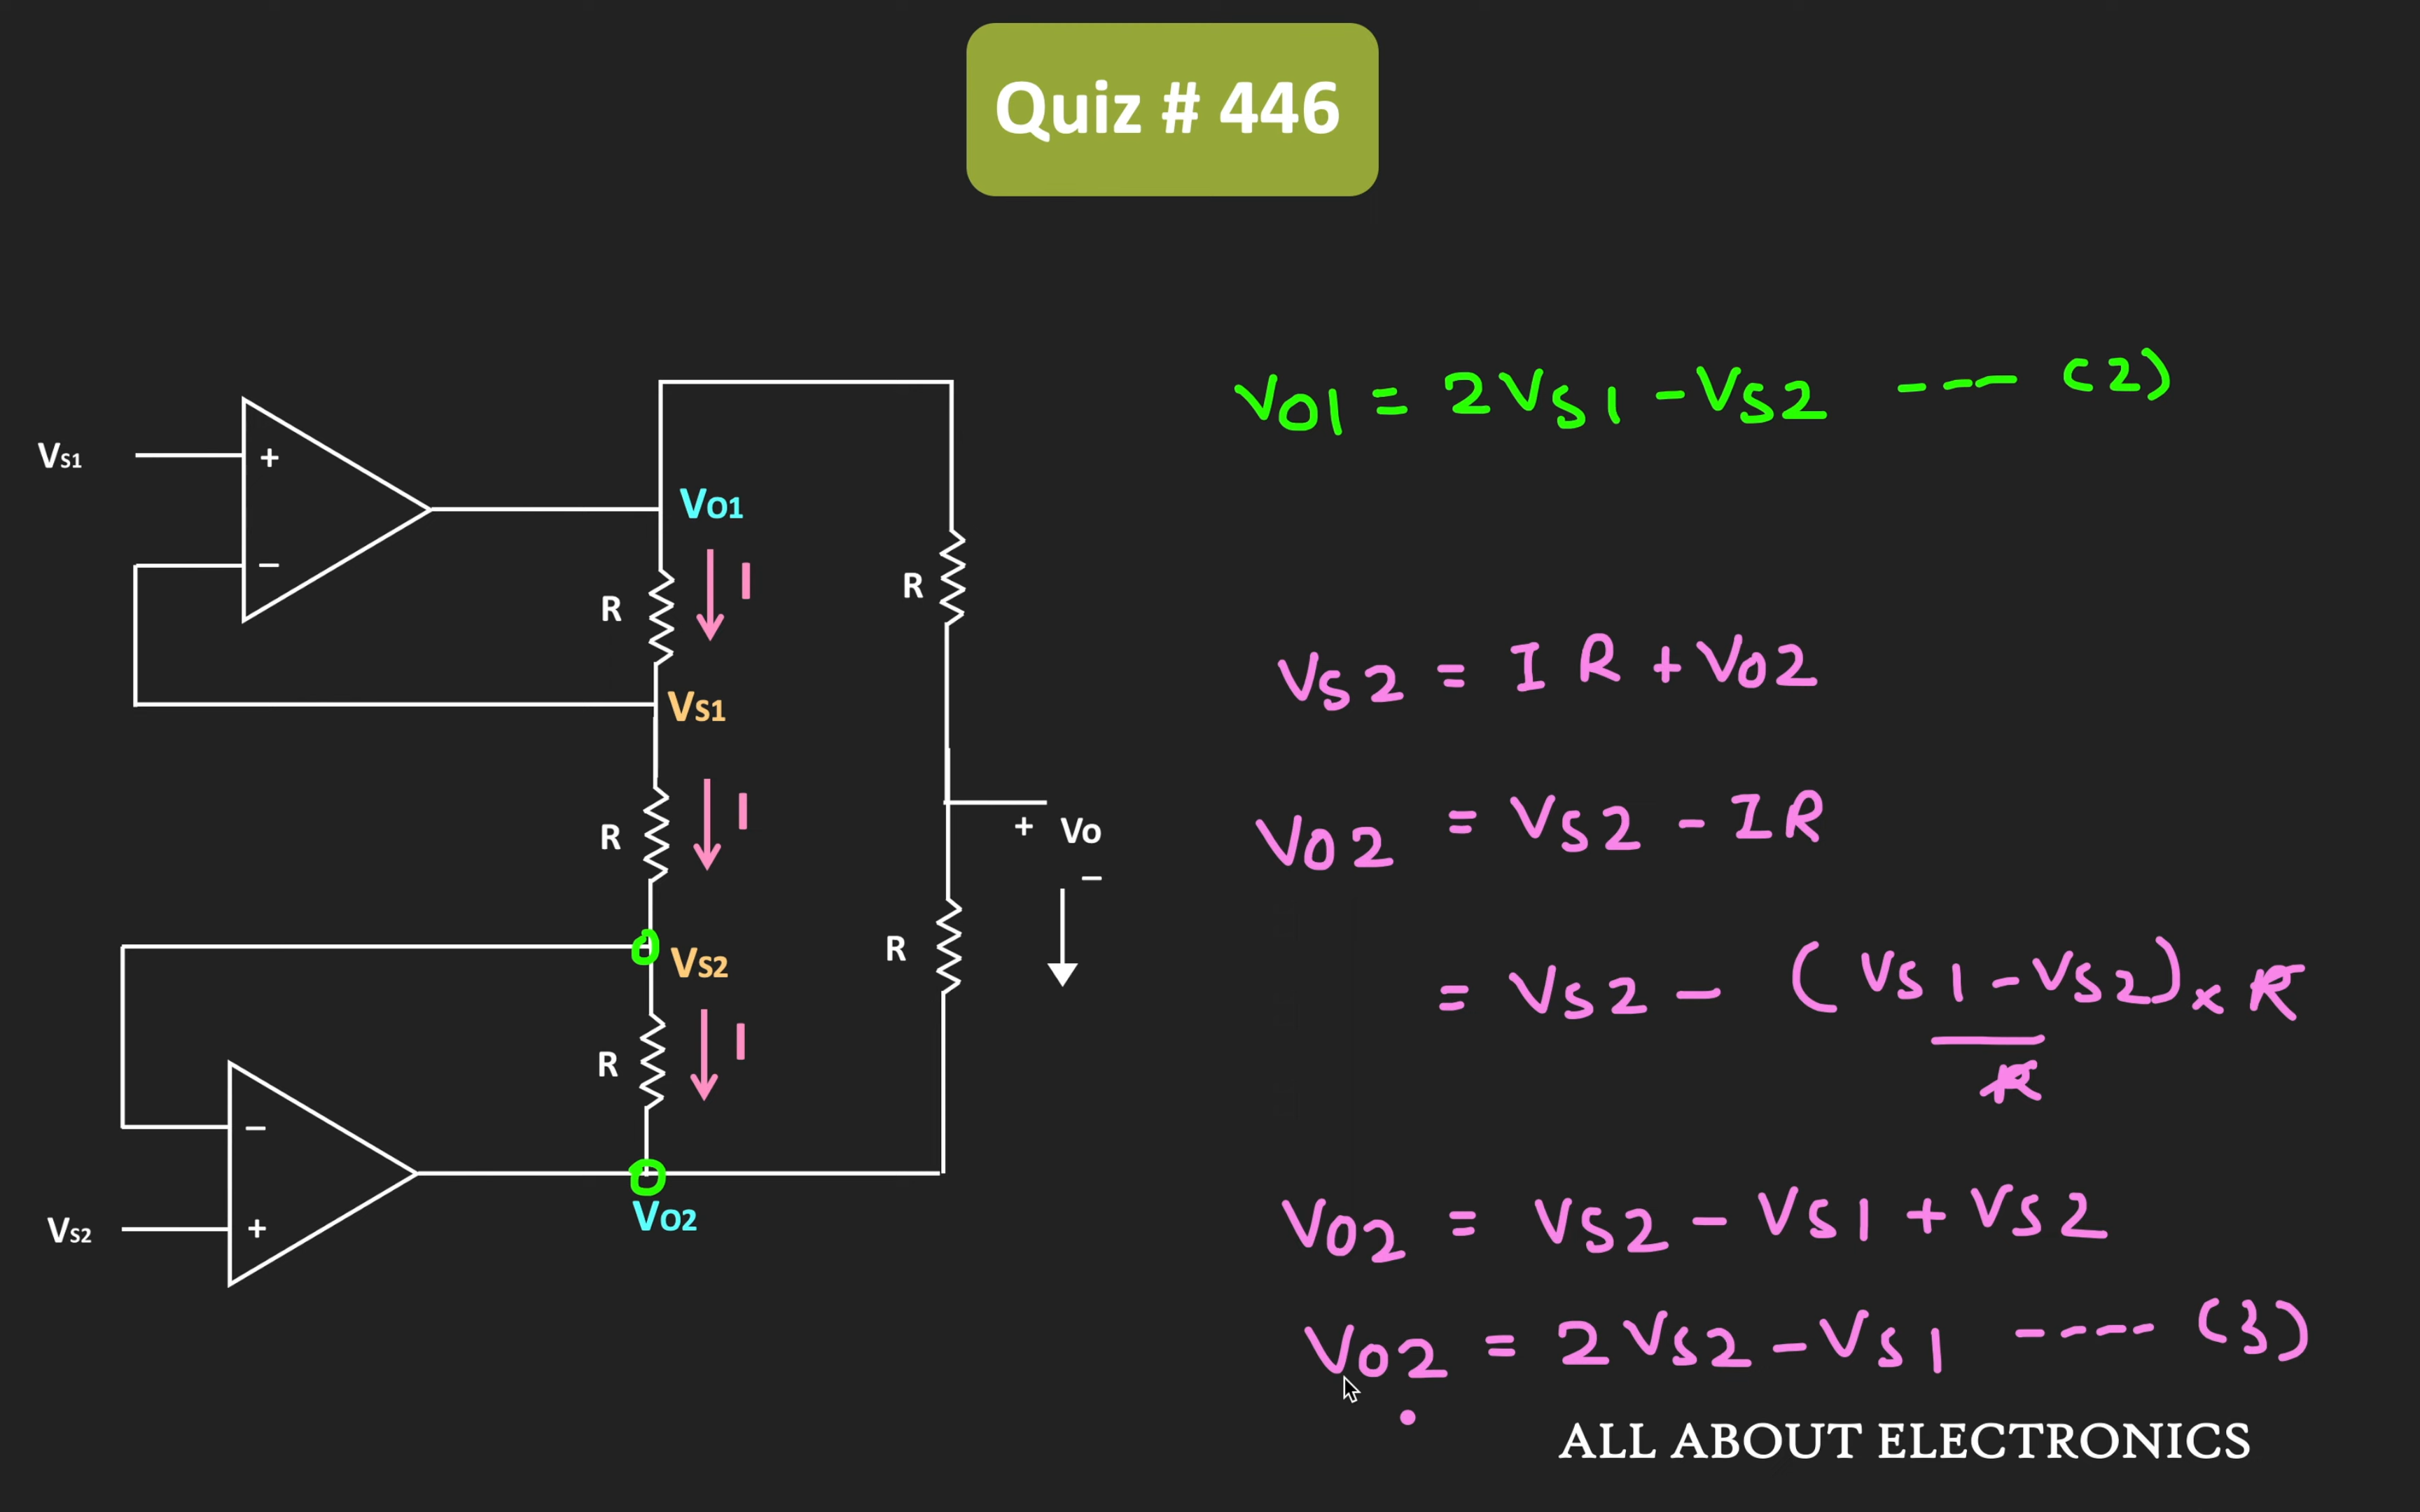 Quiz # 446
VO1 = 2VS1 - VS2 ---- (2)
VS1
+
VO1
I
−
R
R
VS2 = IR + VO2
VS1
R
I
+ VO
−
VO2 = VS2 - IR
VS2
R
= VS2 - (VS1 - VS2) × R
R
R
I
−
VO2 = VS2 - VS1 + VS2
VS2
+
VO2
VO2 = 2VS2 - VS1 ---- (3)
ALL ABOUT ELECTRONICS